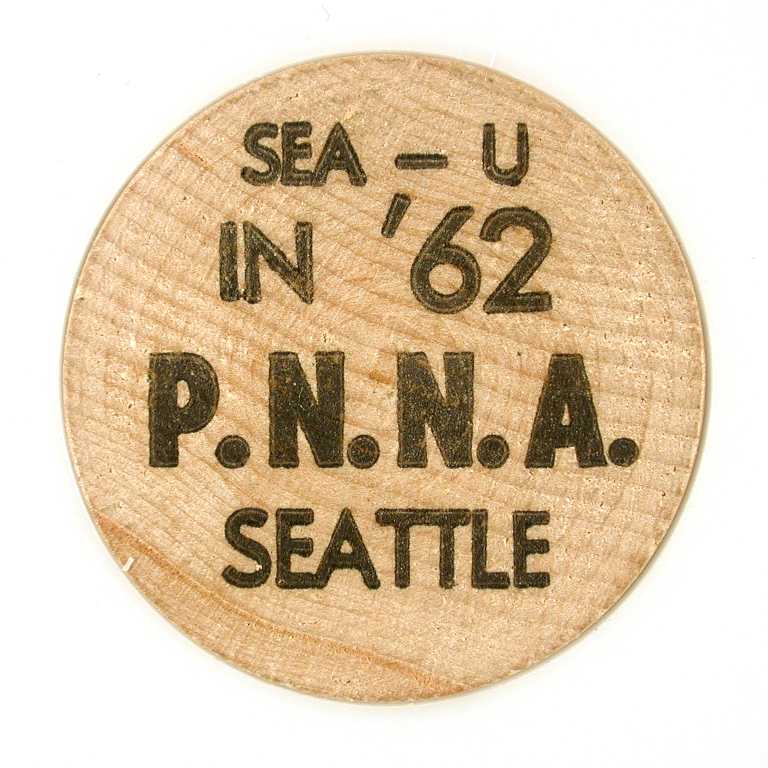 SEA – U
IN '62
P.N.N.A.
SEATTLE